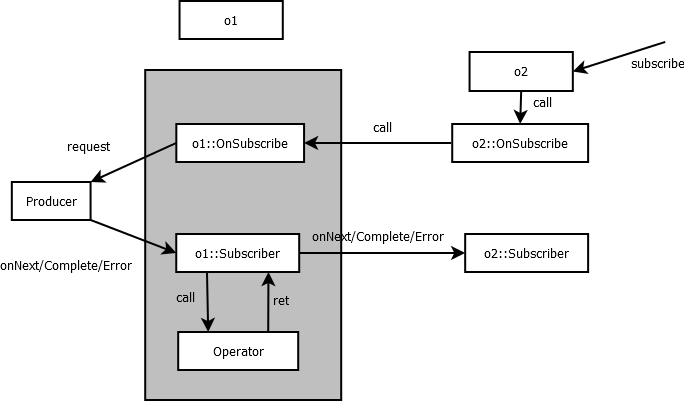 o1
o2
subscribe
call
call
o1::OnSubscribe
o2::OnSubscribe
request
Producer
onNext/Complete/Error
o1::Subscriber
onNext/Complete/Error
o2::Subscriber
call
ret
Operator